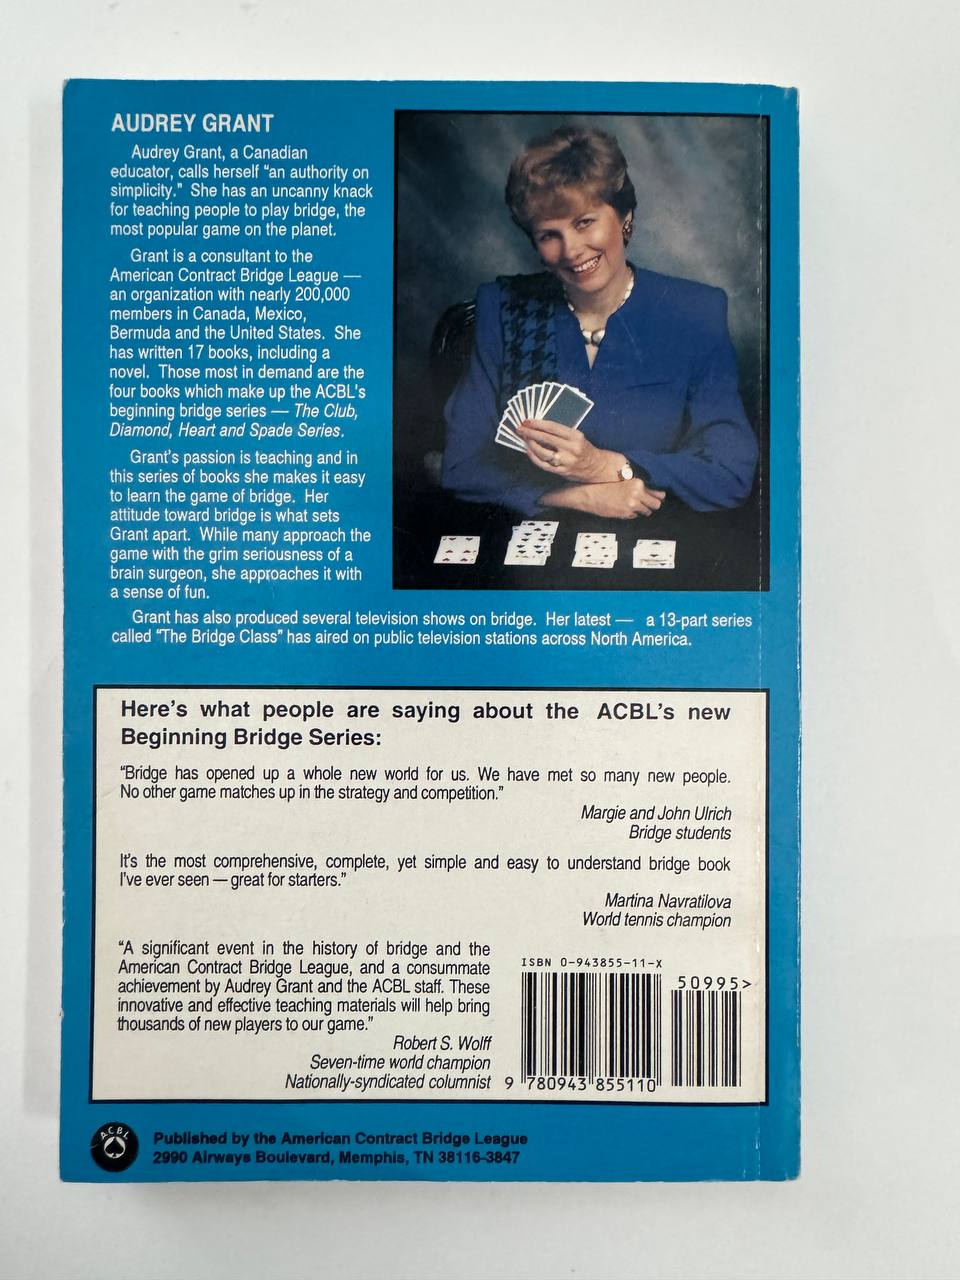 AUDREY GRANT
Audrey Grant, a Canadian
educator, calls herself “an authority on
simplicity.” She has an uncanny knack
for teaching people to play bridge, the
most popular game on the planet.
Grant is a consultant to the
American Contract Bridge League —
an organization with nearly 200,000
members in Canada, Mexico,
Bermuda and the United States. She
has written 17 books, including a
novel. Those most in demand are the
four books which make up the ACBL's
beginning bridge series — The Club,
Diamond, Heart and Spade Series.
Grant's passion is teaching and in
this series of books she makes it easy
to learn the game of bridge. Her
attitude toward bridge is what sets
Grant apart. While many approach the
game with the grim seriousness of a
brain surgeon, she approaches it with
a sense of fun.
Grant has also produced several television shows on bridge. Her latest — a 13-part series
called “The Bridge Class” has aired on public television stations across North America.
Here's what people are saying about the ACBL's new
Beginning Bridge Series:
“Bridge has opened up a whole new world for us. We have met so many new people.
No other game matches up in the strategy and competition.”
Margie and John Ulrich
Bridge students
It's the most comprehensive, complete, yet simple and easy to understand bridge book
I've ever seen — great for starters.”
Martina Navratilova
World tennis champion
“A significant event in the history of bridge and the
American Contract Bridge League, and a consummate
achievement by Audrey Grant and the ACBL staff. These
innovative and effective teaching materials will help bring
thousands of new players to our game.”
Robert S. Wolff
Seven-time world champion
Nationally-syndicated columnist
ISBN 0-943855-11-X
50995>
9 780943 855110
ACBL
Published by the American Contract Bridge League
2990 Airways Boulevard, Memphis, TN 38116-3847